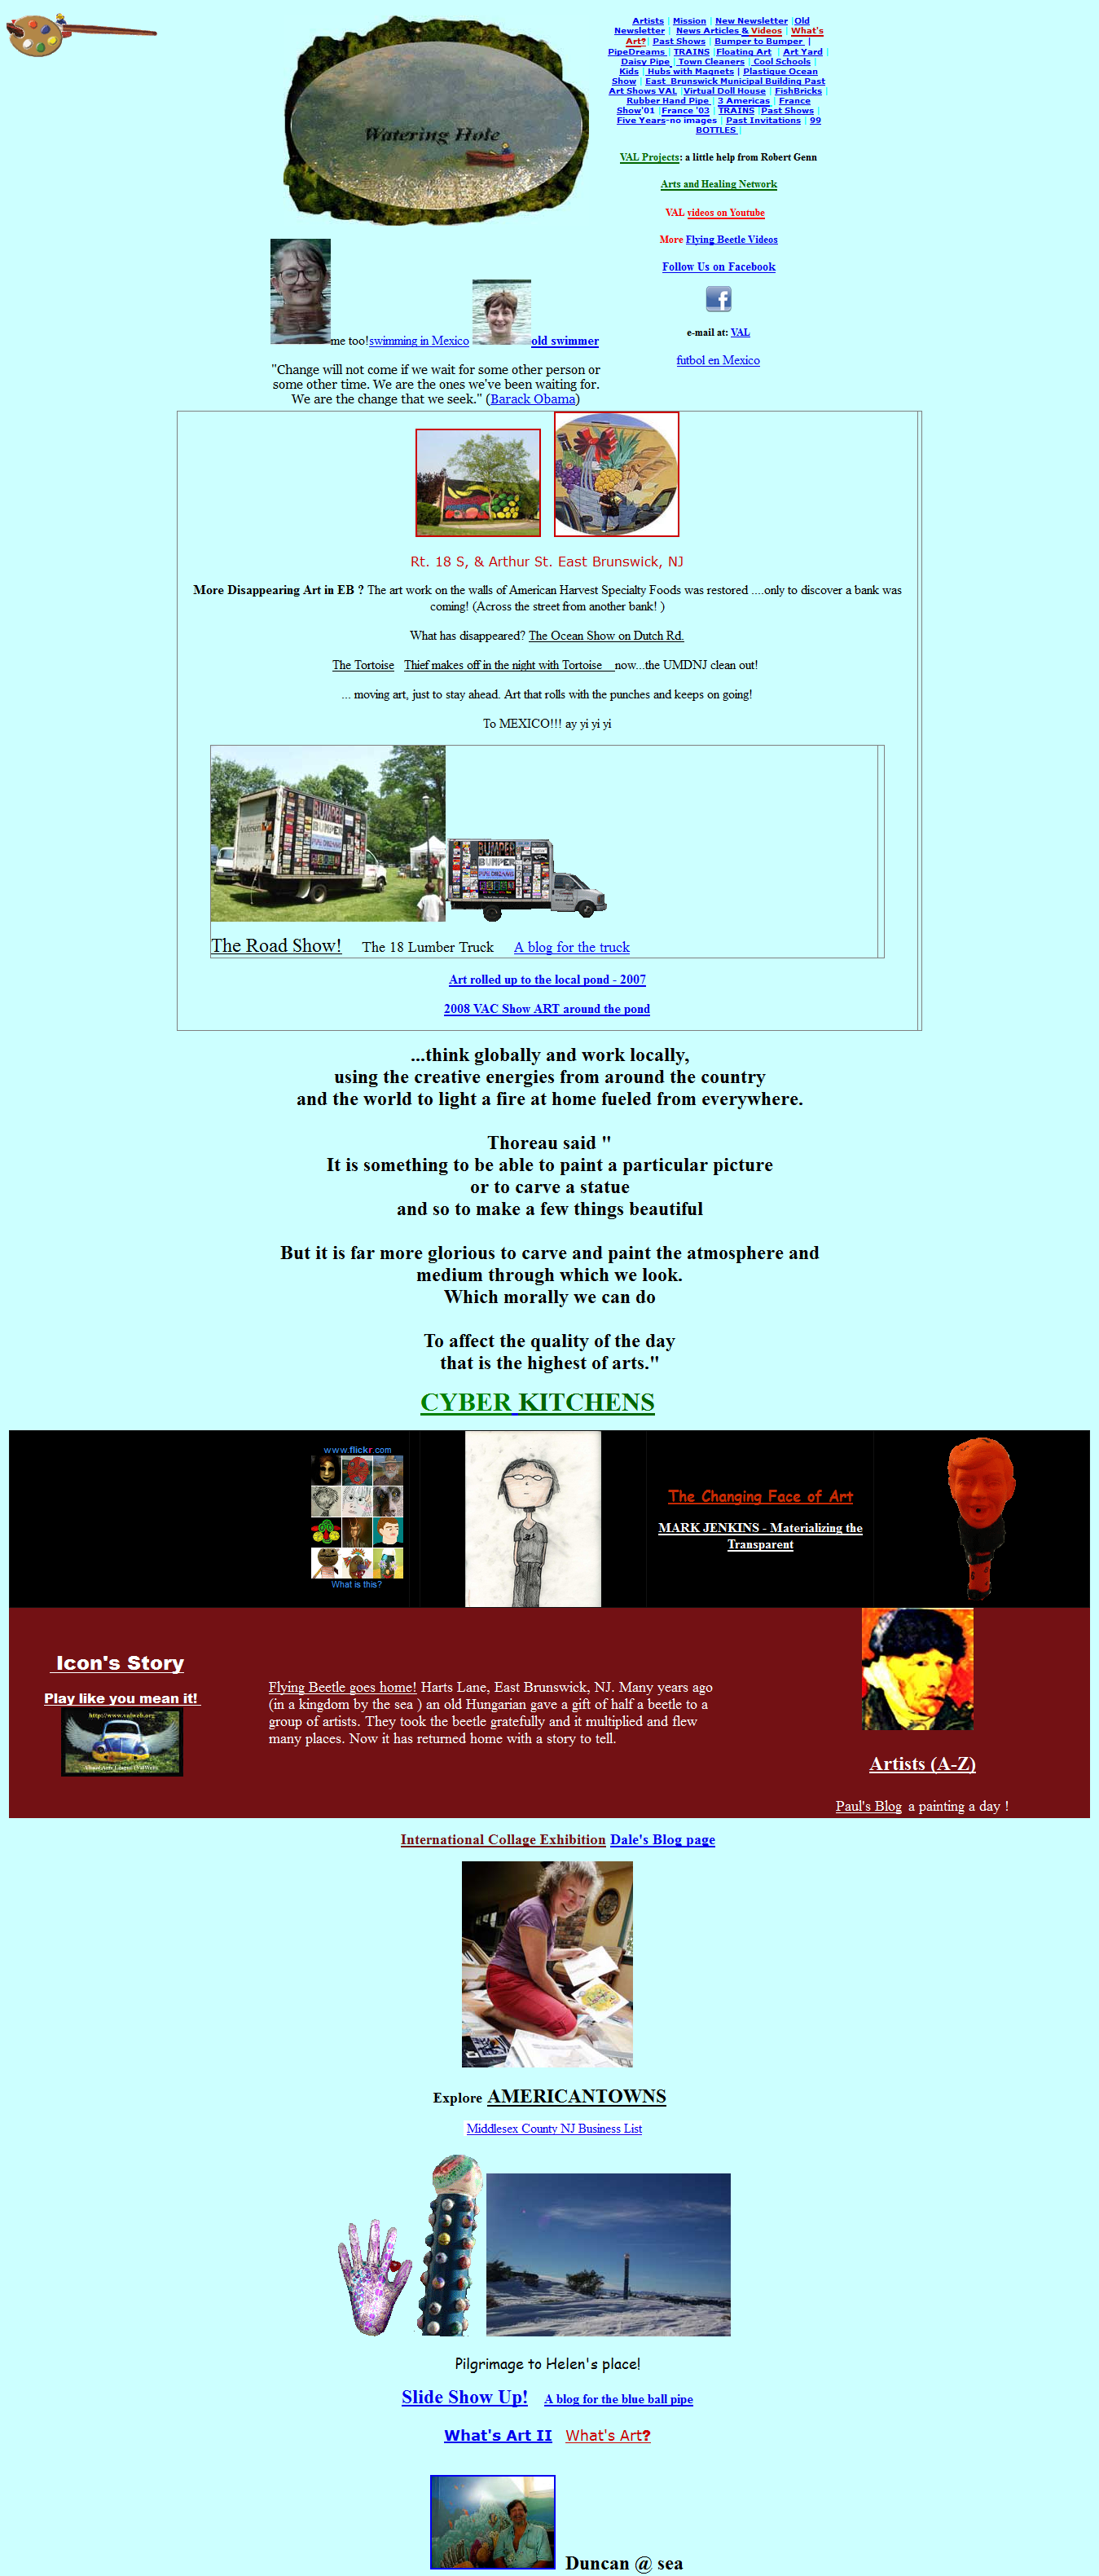 Watering Hole
Artists | Mission | New Newsletter |Old
Newsletter | News Articles & Videos | What's
Art?| Past Shows | Bumper to Bumper |
PipeDreams | TRAINS |Floating Art | Art Yard |
Daisy Pipe | Town Cleaners | Cool Schools |
Kids | Hubs with Magnets | Plastique Ocean
Show | East Brunswick Municipal Building Past
Art Shows VAL |Virtual Doll House | FishBricks |
Rubber Hand Pipe | 3 Americas | France
Show'01 |France '03 | TRAINS |Past Shows |
Five Years-no images | Past Invitations | 99
BOTTLES |
VAL Projects: a little help from Robert Genn
Arts and Healing Network
VAL videos on Youtube
More Flying Beetle Videos
Follow Us on Facebook
f
e-mail at: VAL
futbol en Mexico
me too!swimming in Mexico old swimmer
"Change will not come if we wait for some other person or
some other time. We are the ones we've been waiting for.
We are the change that we seek." (Barack Obama)
Rt. 18 S, & Arthur St. East Brunswick, NJ
More Disappearing Art in EB ? The art work on the walls of American Harvest Specialty Foods was restored ....only to discover a bank was
coming! (Across the street from another bank! )
What has disappeared? The Ocean Show on Dutch Rd.
The Tortoise Thief makes off in the night with Tortoise now...the UMDNJ clean out!
... moving art, just to stay ahead. Art that rolls with the punches and keeps on going!
To MEXICO!!! ay yi yi yi
Andersen
BUMPER
BUMPER
PIPE DREAMS
BUMPER
BUMPER
PIPE DREAMS
The Road Show! The 18 Lumber Truck A blog for the truck
Art rolled up to the local pond - 2007
2008 VAC Show ART around the pond
...think globally and work locally,
using the creative energies from around the country
and the world to light a fire at home fueled from everywhere.
Thoreau said "
It is something to be able to paint a particular picture
or to carve a statue
and so to make a few things beautiful
But it is far more glorious to carve and paint the atmosphere and
medium through which we look.
Which morally we can do
To affect the quality of the day
that is the highest of arts."
CYBER KITCHENS
www.flickr.com
What is this?
The Changing Face of Art
MARK JENKINS - Materializing the
Transparent
Icon's Story
Play like you mean it!
http://www.valweb.org
Flying Beetle goes home! Harts Lane, East Brunswick, NJ. Many years ago
(in a kingdom by the sea ) an old Hungarian gave a gift of half a beetle to a
group of artists. They took the beetle gratefully and it multiplied and flew
many places. Now it has returned home with a story to tell.
Artists (A-Z)
Paul's Blog a painting a day !
International Collage Exhibition Dale's Blog page
Explore AMERICANTOWNS
Middlesex County NJ Business List
Pilgrimage to Helen's place!
Slide Show Up! A blog for the blue ball pipe
What's Art II What's Art?
Duncan @ sea